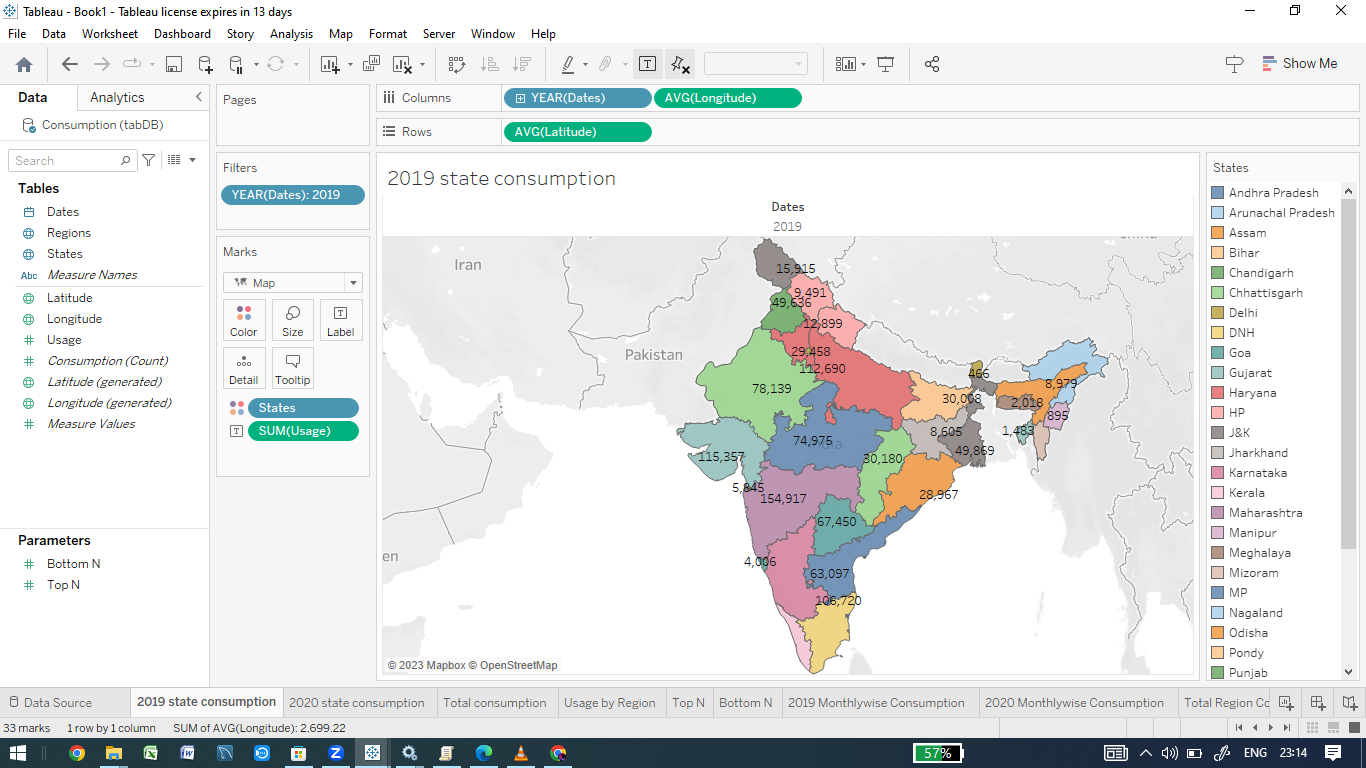 Tableau - Book1 - Tableau license expires in 13 days
File Data Worksheet Dashboard Story Analysis Map Format Server Window Help
Show Me
Data Analytics
Consumption (tabDB)
Search
Tables
Dates
Regions
States
Abc Measure Names
Latitude
Longitude
Usage
Consumption (Count)
Latitude (generated)
Longitude (generated)
Measure Values
Parameters
Bottom N
Top N
Pages
Filters
YEAR(Dates): 2019
Marks
Map
Color Size Label
Detail Tooltip
States
SUM(Usage)
Columns YEAR(Dates) AVG(Longitude)
Rows AVG(Latitude)
2019 state consumption
Dates
2019
Iran
Pakistan
15,915
9,491
49,636
12,899
29,458
112,690
78,139
466
8,979
30,008
2,018
895
1,483
8,605
74,975
49,869
115,357
30,180
5,845
154,917
28,967
67,450
4,006
63,097
106,720
© 2023 Mapbox © OpenStreetMap
States
Andhra Pradesh
Arunachal Pradesh
Assam
Bihar
Chandigarh
Chhattisgarh
Delhi
DNH
Goa
Gujarat
Haryana
HP
J&K
Jharkhand
Karnataka
Kerala
Maharashtra
Manipur
Meghalaya
Mizoram
MP
Nagaland
Odisha
Pondy
Punjab
Data Source 2019 state consumption 2020 state consumption Total consumption Usage by Region Top N Bottom N 2019 Monthlywise Consumption 2020 Monthlywise Consumption Total Region Co
33 marks 1 row by 1 column SUM of AVG(Longitude): 2,699.22
57% ENG 23:14